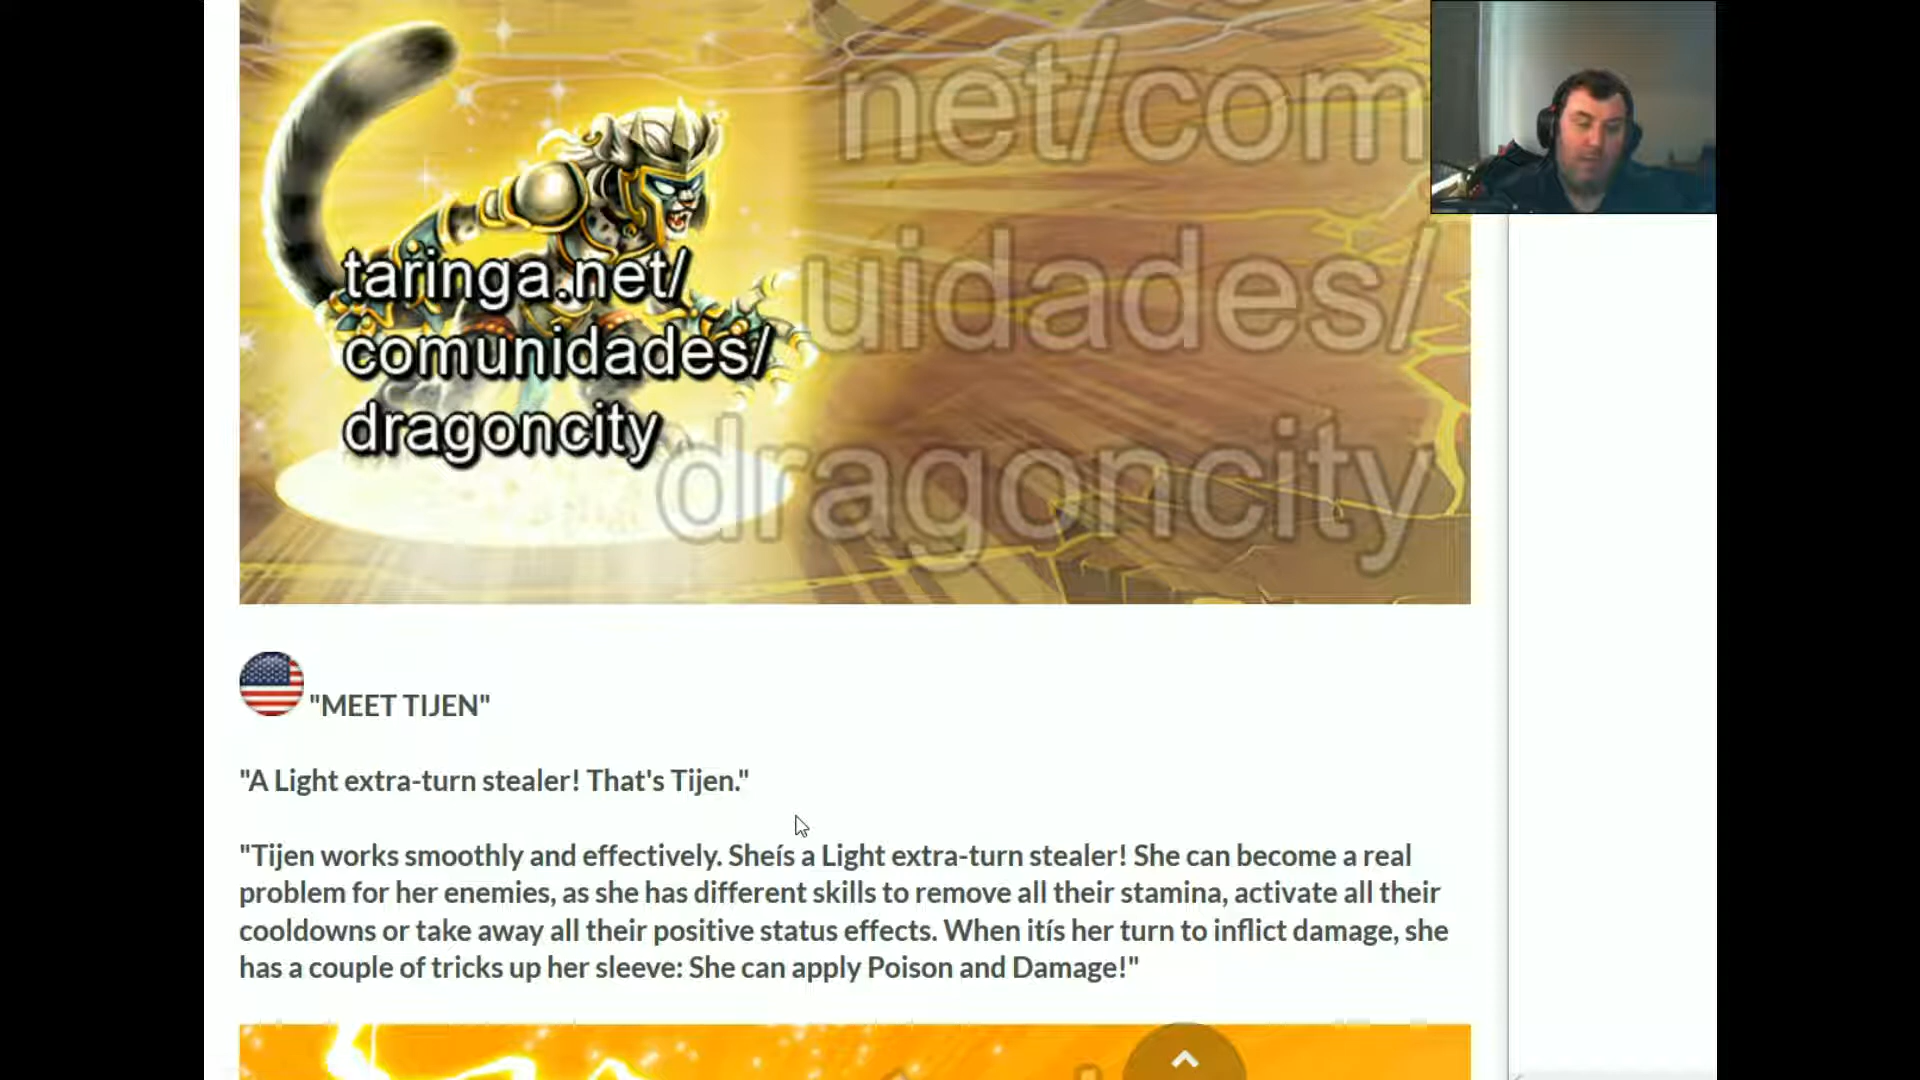 net/com
uidades/
dragoncity
taringa.net/
comunidades/
dragoncity
"MEET TIJEN"
"A Light extra-turn stealer! That's Tijen."
"Tijen works smoothly and effectively. Sheís a Light extra-turn stealer! She can become a real
problem for her enemies, as she has different skills to remove all their stamina, activate all their
cooldowns or take away all their positive status effects. When itís her turn to inflict damage, she
has a couple of tricks up her sleeve: She can apply Poison and Damage!"